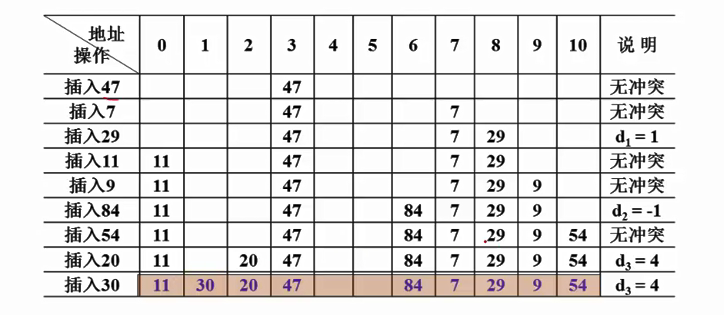 地址
操作 0 1 2 3 4 5 6 7 8 9 10 说 明
插入47 47 无冲突
插入7 47 7 无冲突
插入29 47 7 29 d₁ = 1
插入11 11 47 7 29 无冲突
插入9 11 47 7 29 9 无冲突
插入84 11 47 84 7 29 9 d₂ = -1
插入54 11 47 84 7 29 9 54 无冲突
插入20 11 20 47 84 7 29 9 54 d₃ = 4
插入30 11 30 20 47 84 7 29 9 54 d₃ = 4